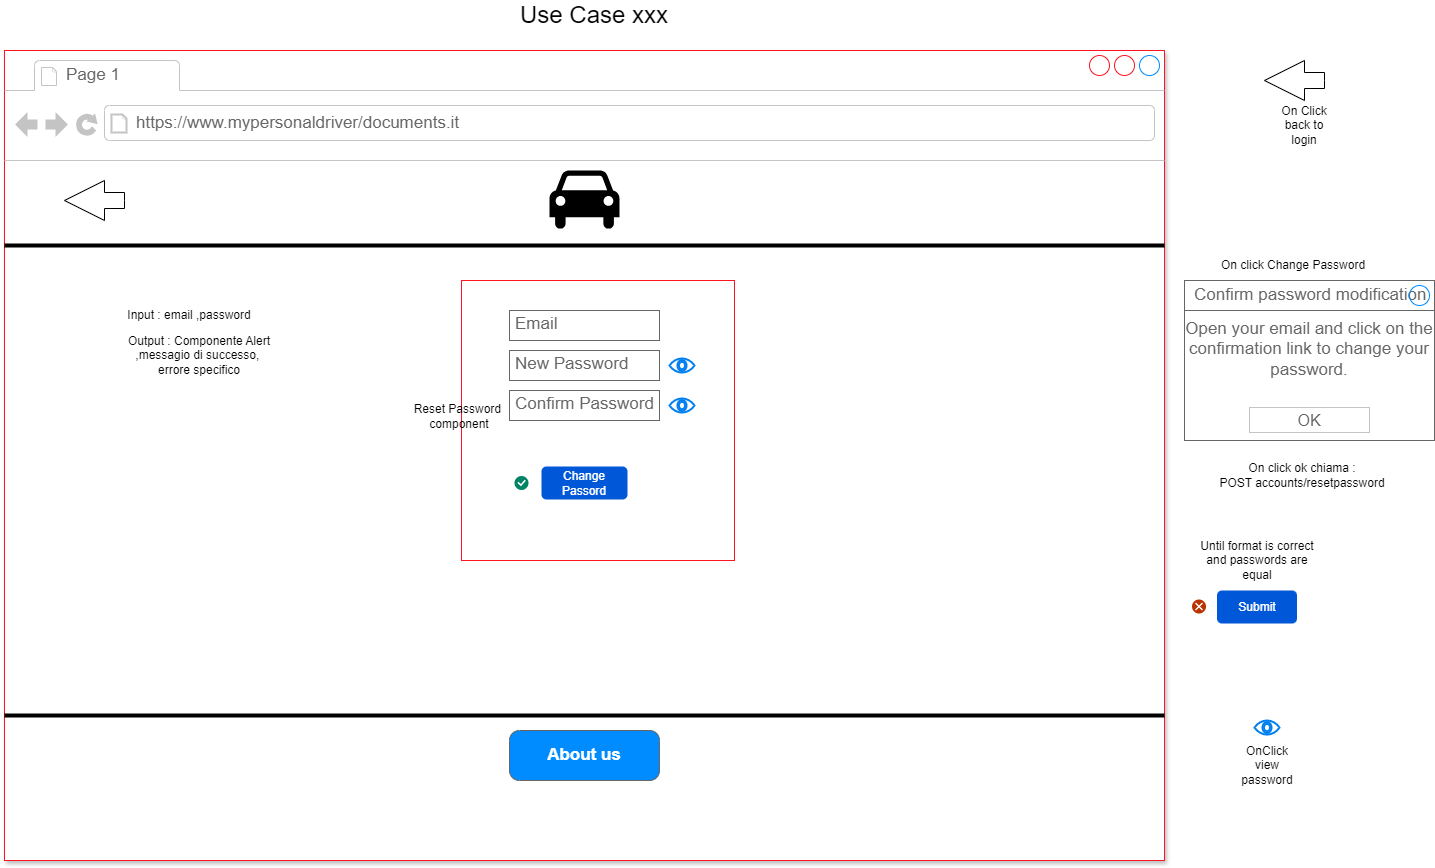 Use Case xxx
Page 1
https://www.mypersonaldriver/documents.it
On Click
back to
login
Input : email ,password
Output : Componente Alert
,messagio di successo,
errore specifico
Reset Password
component
Email
New Password
Confirm Password
Change
Passord
About us
On click Change Password
Confirm password modification
Open your email and click on the
confirmation link to change your
password.
OK
On click ok chiama :
POST accounts/resetpassword
Until format is correct
and passwords are
equal
Submit
OnClick
view
password